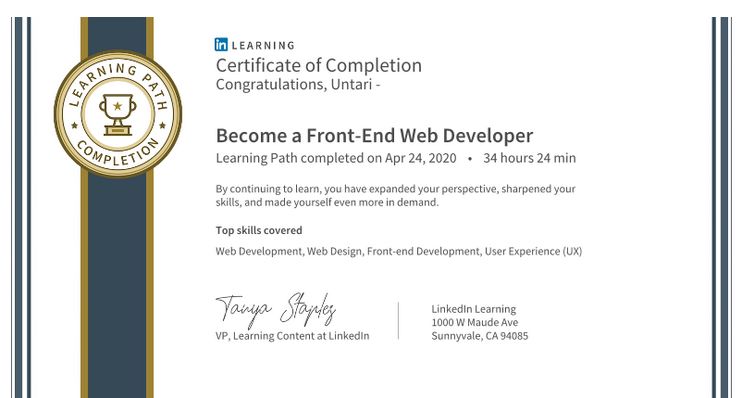 LEARNING PATH
COMPLETION
in LEARNING
Certificate of Completion
Congratulations, Untari -
Become a Front-End Web Developer
Learning Path completed on Apr 24, 2020 • 34 hours 24 min
By continuing to learn, you have expanded your perspective, sharpened your
skills, and made yourself even more in demand.
Top skills covered
Web Development, Web Design, Front-end Development, User Experience (UX)
Tanya Staples
VP, Learning Content at LinkedIn
LinkedIn Learning
1000 W Maude Ave
Sunnyvale, CA 94085